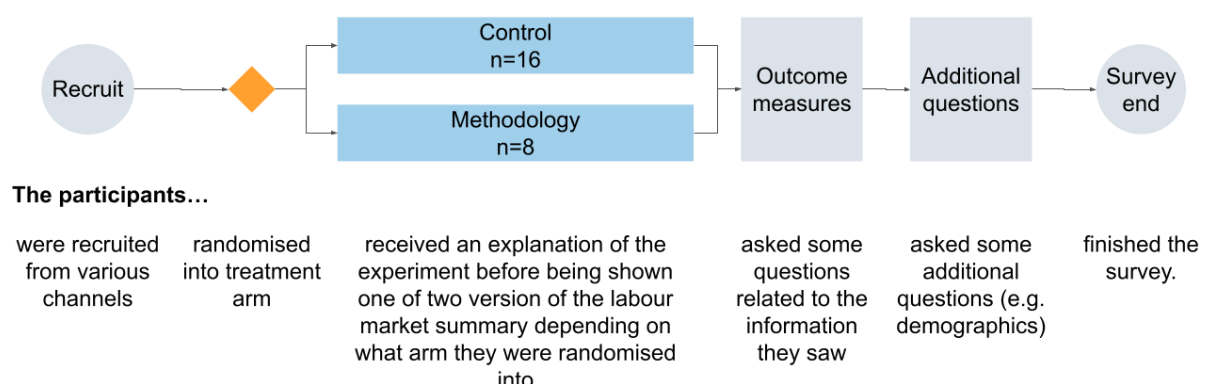 Recruit
Control
n=16
Methodology
n=8
Outcome
measures
Additional
questions
Survey
end
The participants…
were recruited
from various
channels
randomised
into treatment
arm
received an explanation of the
experiment before being shown
one of two version of the labour
market summary depending on
what arm they were randomised
into
asked some
questions
related to the
information
they saw
asked some
additional
questions (e.g.
demographics)
finished the
survey.